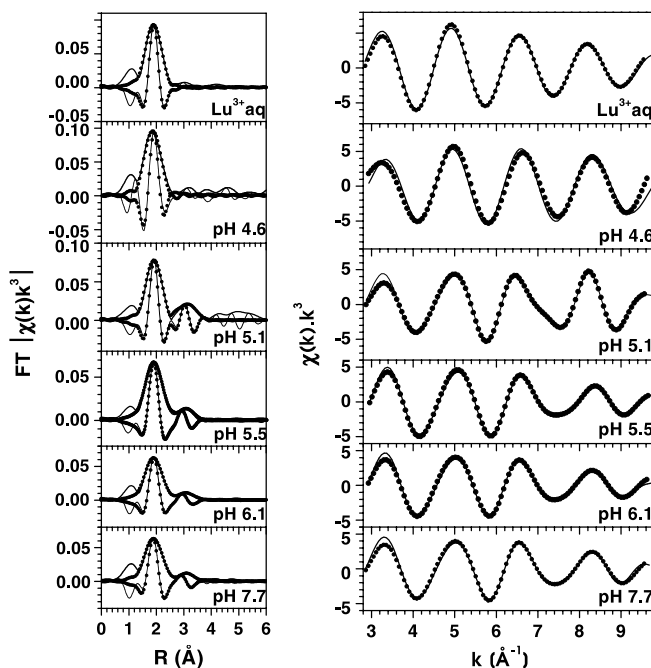 0.05
0.00
-0.05
Lu³⁺aq
0.10
0.05
0.00
-0.05
pH 4.6
0.10
0.05
0.00
pH 5.1
0.05
0.00
pH 5.5
0.05
0.00
pH 6.1
0.05
0.00
pH 7.7
0 1 2 3 4 5 6
R (Å)
FT |χ(k)k³|
5
0
-5
Lu³⁺aq
5
0
-5
pH 4.6
5
0
-5
pH 5.1
5
0
-5
pH 5.5
5
0
-5
pH 6.1
5
0
-5
pH 7.7
3 4 5 6 7 8 9
k (Å⁻¹)
χ(k).k³